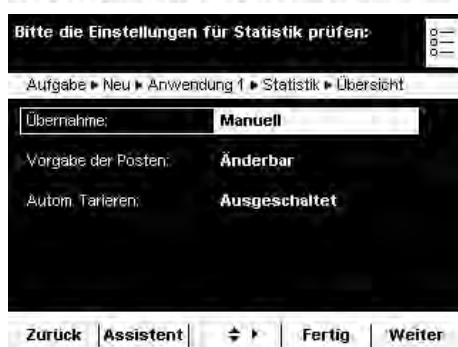 Bitte die Einstellungen für Statistik prüfen:
Aufgabe ▸ Neu ▸ Anwendung 1 ▸ Statistik ▸ Übersicht
Übernahme: Manuell
Vorgabe der Posten: Änderbar
Autom. Tarieren: Ausgeschaltet
Zurück Assistent Fertig Weiter